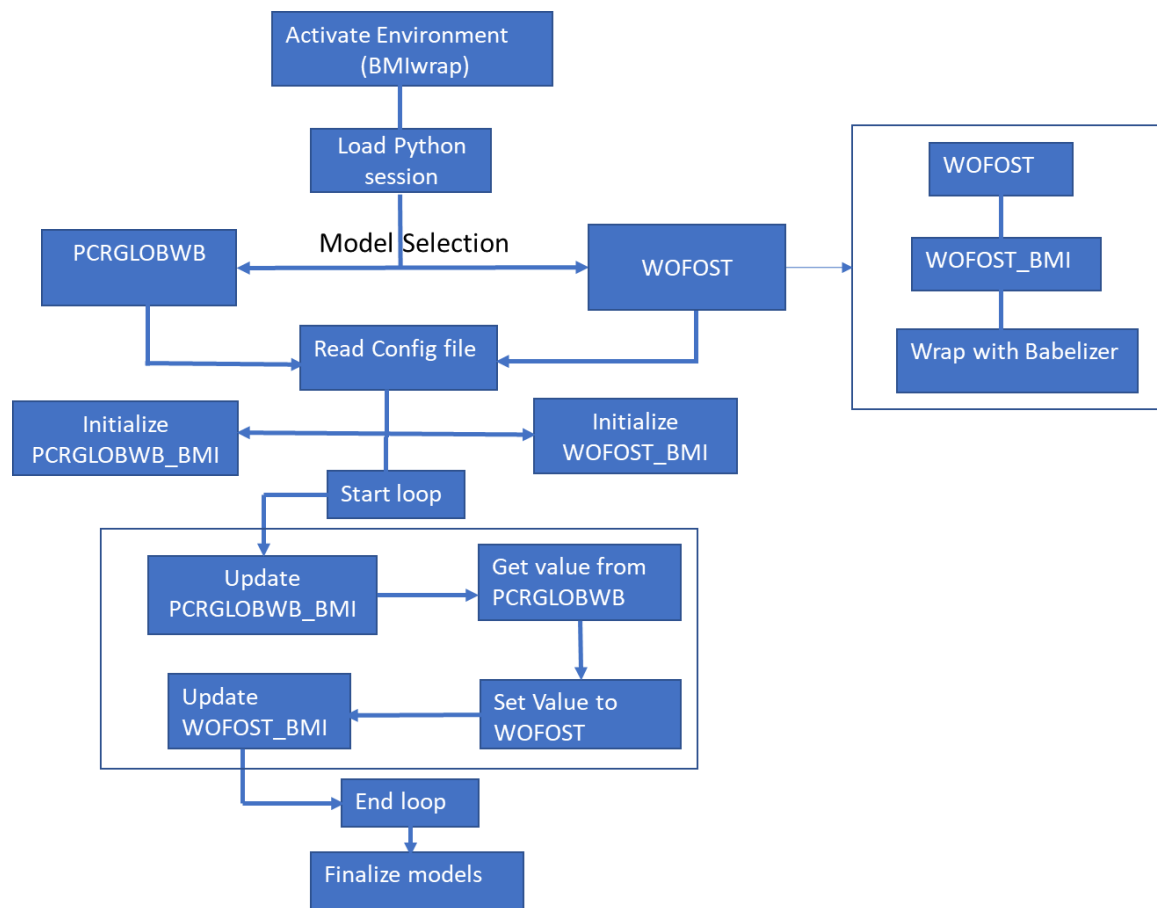 Activate Environment
(BMIwrap)
Load Python
session
Model Selection
PCRGLOBWB
WOFOST
WOFOST
WOFOST_BMI
Wrap with Babelizer
Read Config file
Initialize
PCRGLOBWB_BMI
Initialize
WOFOST_BMI
Start loop
Update
PCRGLOBWB_BMI
Get value from
PCRGLOBWB
Set Value to
WOFOST
Update
WOFOST_BMI
End loop
Finalize models